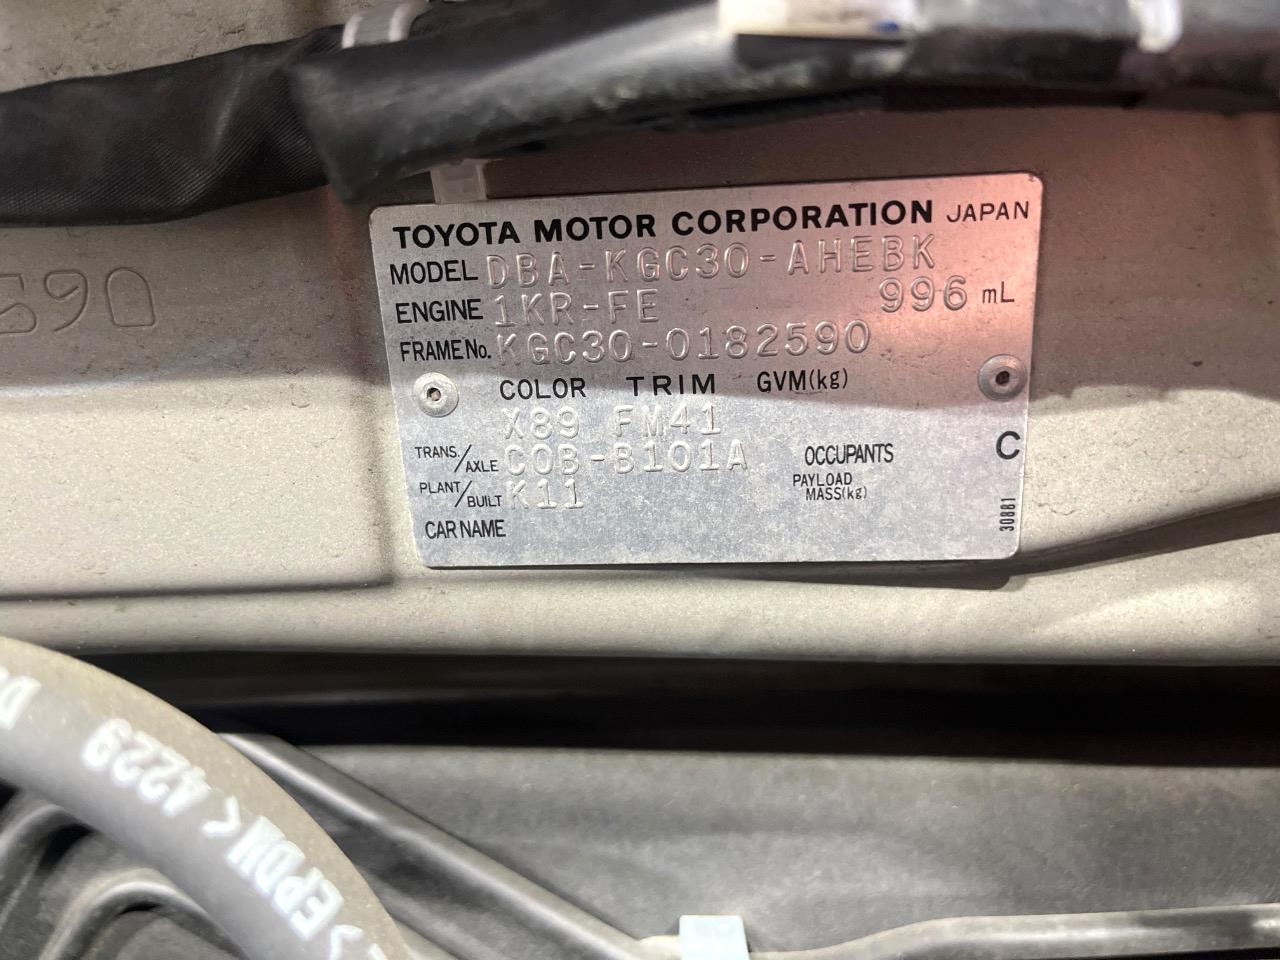 TOYOTA MOTOR CORPORATION JAPAN
MODEL DBA-KGC30-AHEBK
ENGINE 1KR-FE 996 mL
FRAME No. KGC30-0182590
COLOR TRIM GVM(kg)
X89 FM41
C
TRANS./AXLE C0B-B101A OCCUPANTS
PAYLOAD MASS(kg)
PLANT/BUILT K11
30881
CAR NAME
590
>EPDM< A229